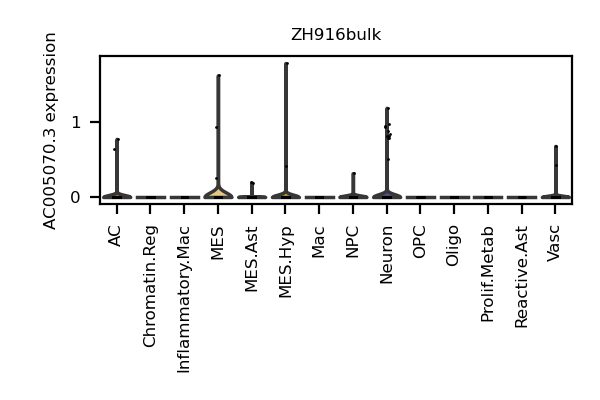 ZH916bulk
AC005070.3 expression
1
0
AC
Chromatin.Reg
Inflammatory.Mac
MES
MES.Ast
MES.Hyp
Mac
NPC
Neuron
OPC
Oligo
Prolif.Metab
Reactive.Ast
Vasc